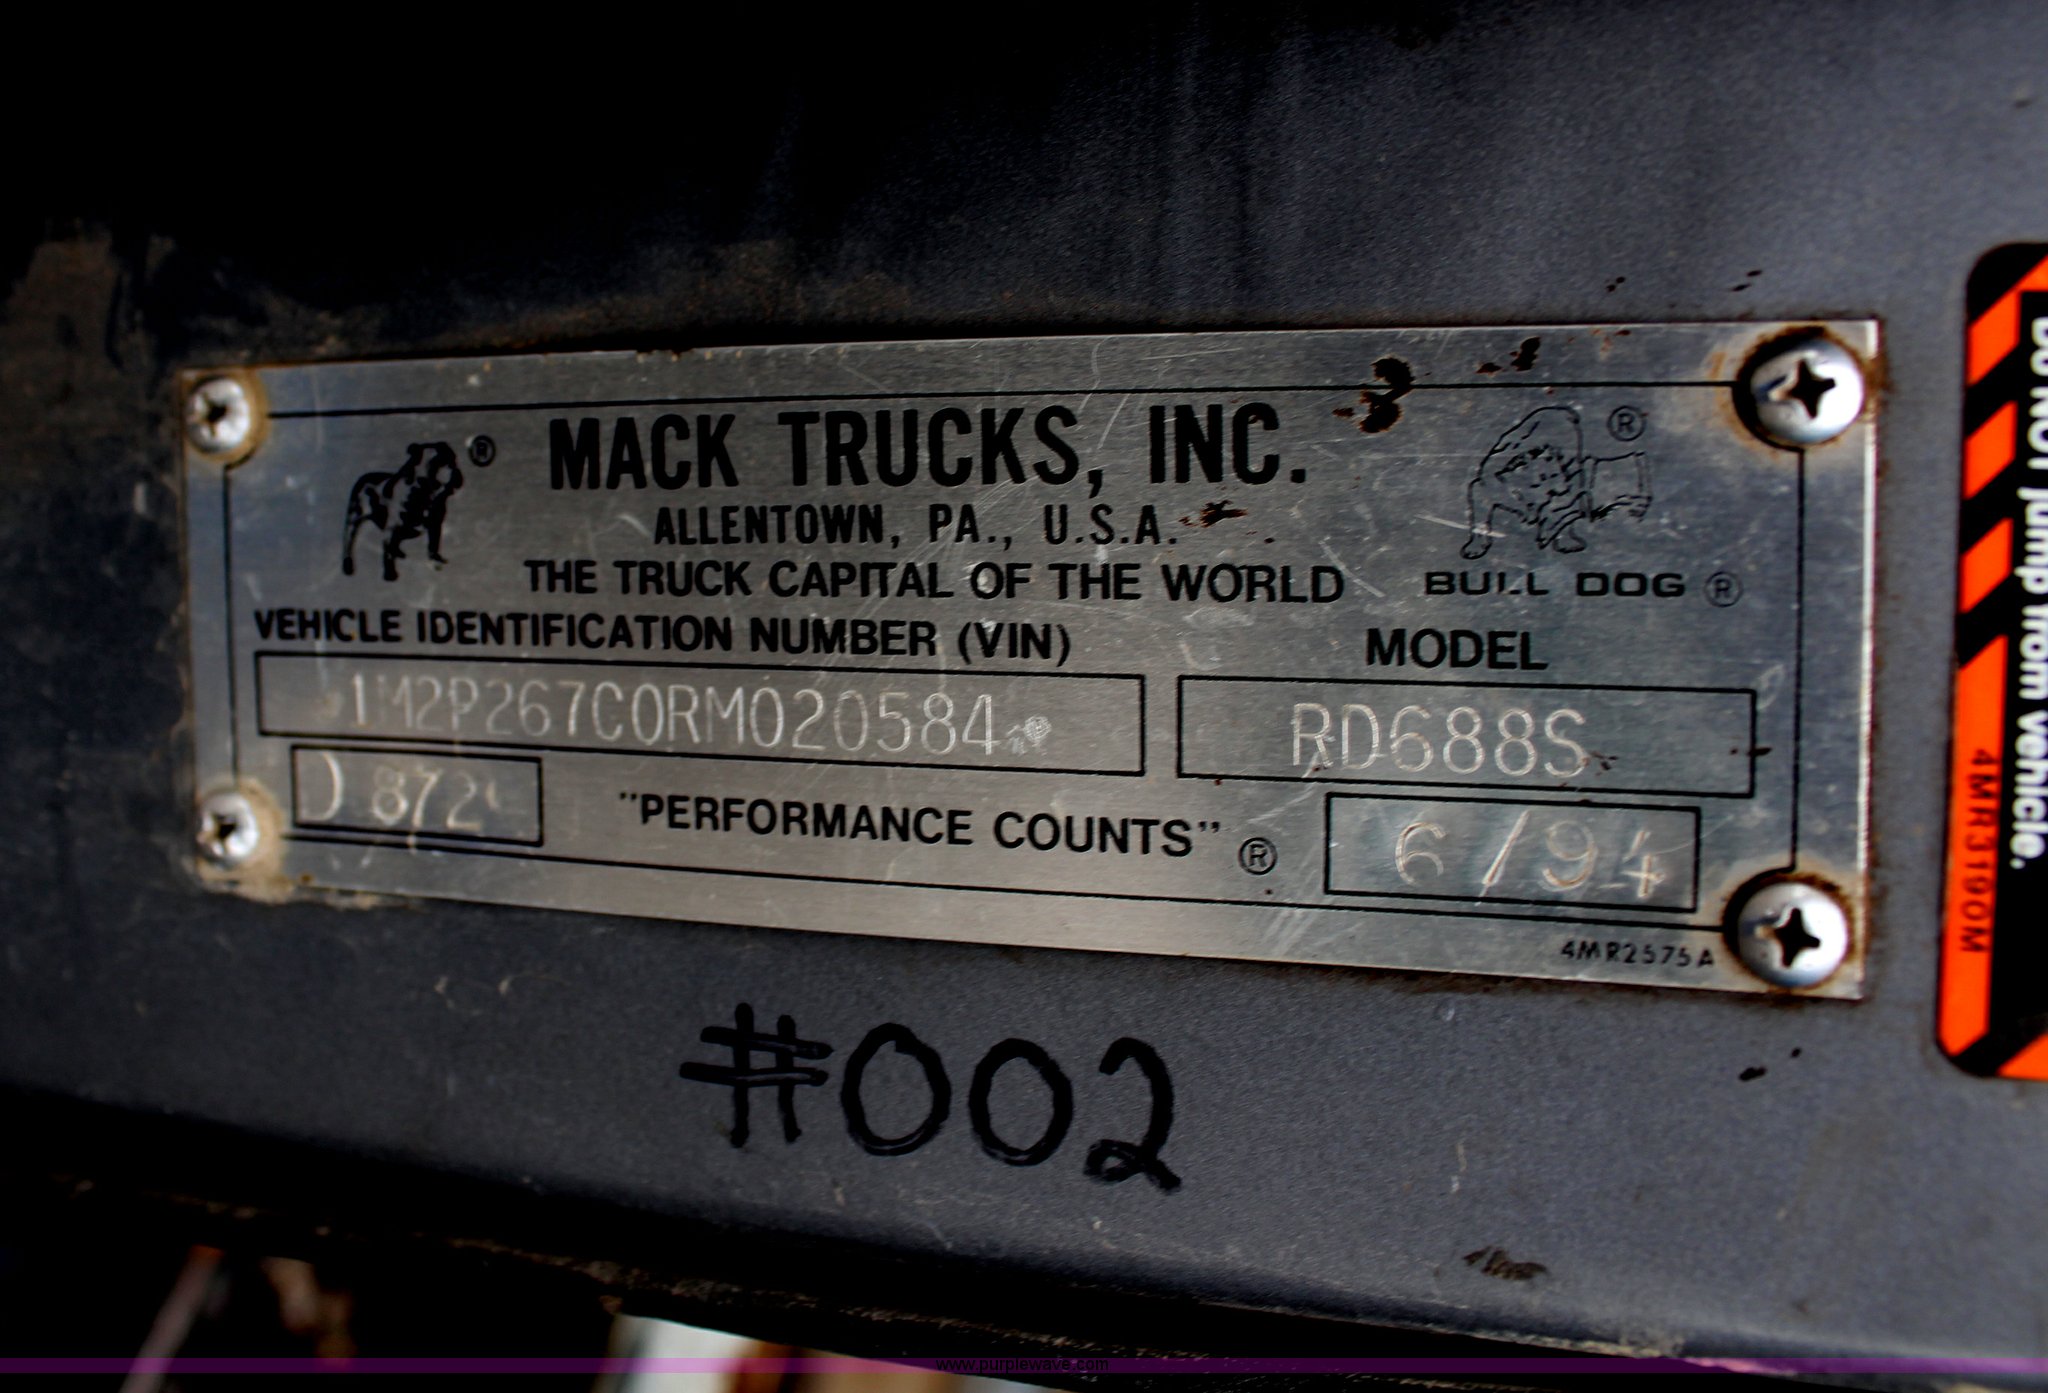 MACK TRUCKS, INC.
ALLENTOWN, PA., U.S.A.
THE TRUCK CAPITAL OF THE WORLD
BULL DOG ®
VEHICLE IDENTIFICATION NUMBER (VIN)
MODEL
1M2P267C0RM020584
RD688S
872
"PERFORMANCE COUNTS" ®
6/94
4MR2575A
#002
Do NOT jump from vehicle.
4MR3190M
www.purplewave.com